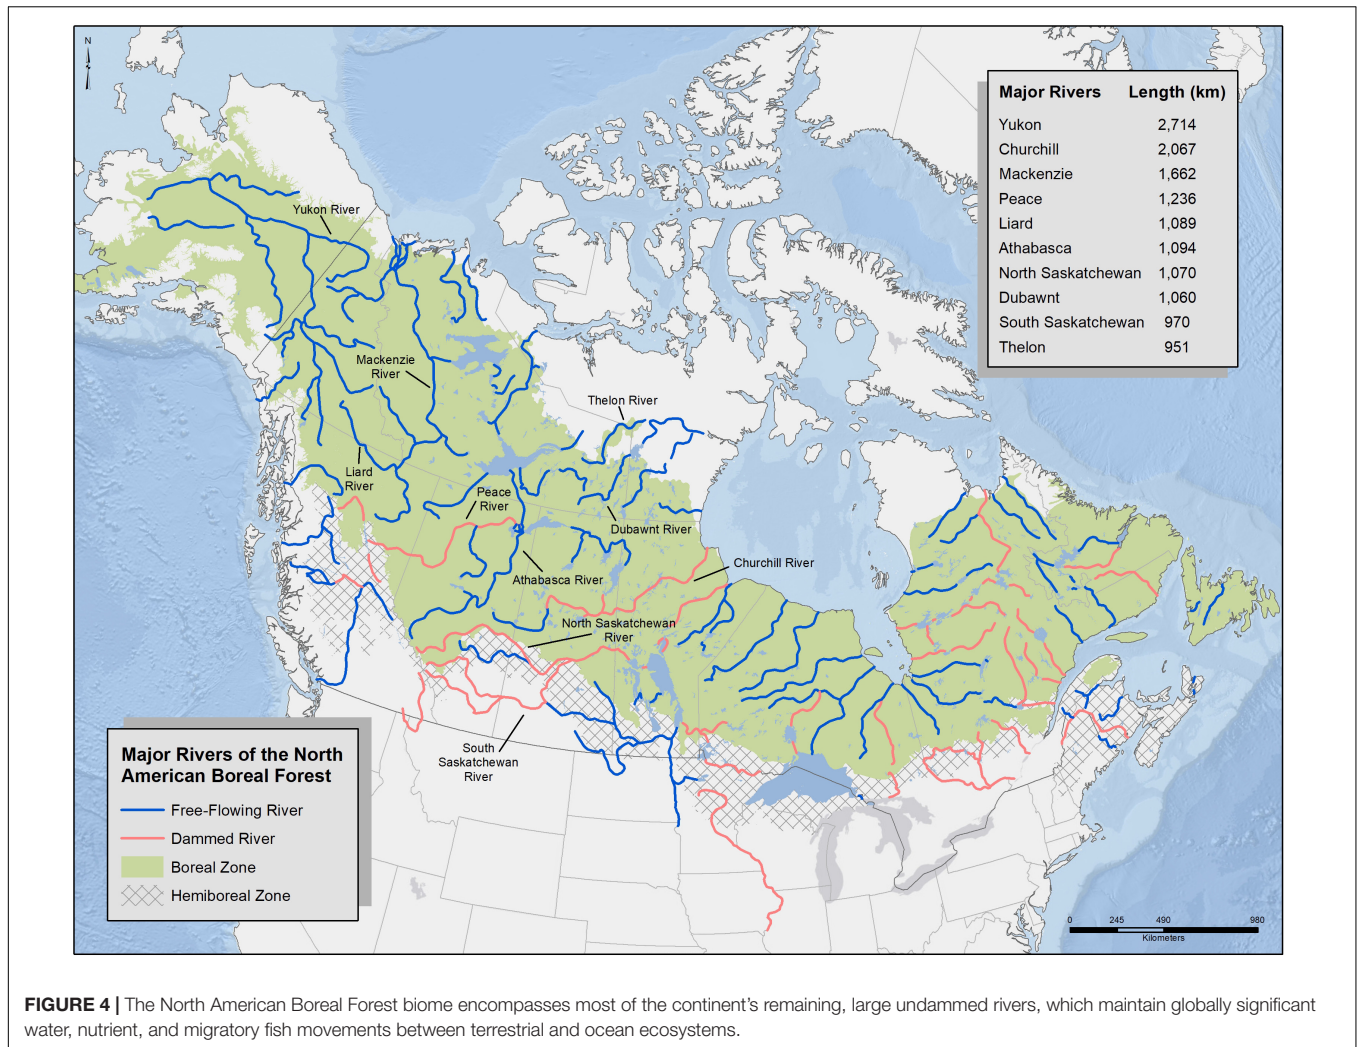 N
Major Rivers Length (km)
Yukon 2,714
Churchill 2,067
Mackenzie 1,662
Peace 1,236
Liard 1,089
Athabasca 1,094
North Saskatchewan 1,070
Dubawnt 1,060
South Saskatchewan 970
Thelon 951
Yukon River
Mackenzie
River
Thelon River
Liard
River
Peace
River
Dubawnt River
Athabasca River
Churchill River
North Saskatchewan
River
South
Saskatchewan
River
Major Rivers of the North
American Boreal Forest
Free-Flowing River
Dammed River
Boreal Zone
Hemiboreal Zone
0 245 490 980
Kilometers
FIGURE 4 | The North American Boreal Forest biome encompasses most of the continent's remaining, large undammed rivers, which maintain globally significant
water, nutrient, and migratory fish movements between terrestrial and ocean ecosystems.